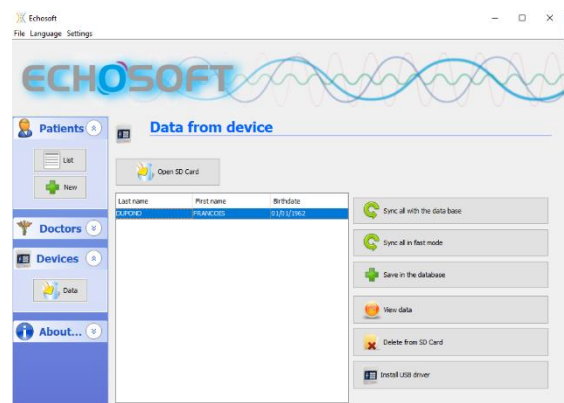 Echosoft
File Language Settings
ECHOSOFT
Patients
List
New
Doctors
Devices
Data
About...
Data from device
Open SD Card
Last name First name Birthdate
DUPOND FRANCOIS 01/01/1962
Sync all with the data base
Sync all in fast mode
Save in the database
View data
Delete from SD Card
Install USB driver